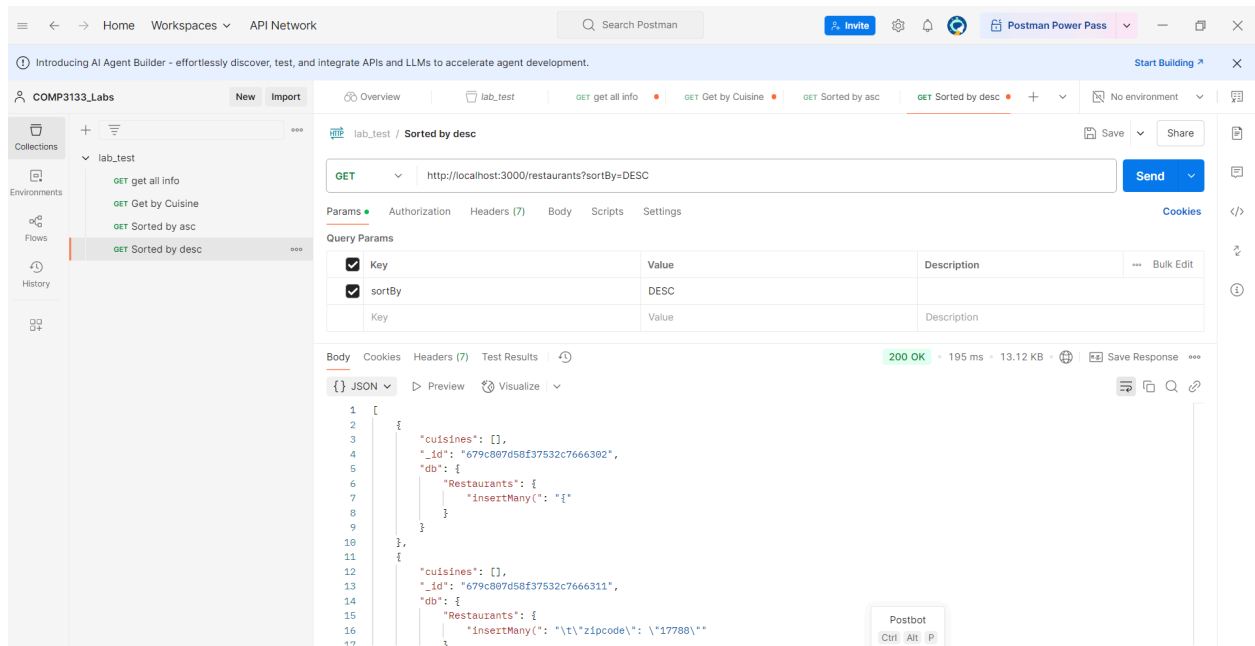 Home Workspaces API Network Search Postman Invite Postman Power Pass
Introducing AI Agent Builder - effortlessly discover, test, and integrate APIs and LLMs to accelerate agent development. Start Building ↗
COMP3133_Labs New Import Overview lab_test GET get all info GET Get by Cuisine GET Sorted by asc GET Sorted by desc No environment
Collections
Environments
Flows
History
lab_test
GET get all info
GET Get by Cuisine
GET Sorted by asc
GET Sorted by desc
HTTP lab_test / Sorted by desc Save Share
GET http://localhost:3000/restaurants?sortBy=DESC Send
Params Authorization Headers (7) Body Scripts Settings Cookies
Query Params
Key Value Description Bulk Edit
sortBy DESC
Key Value Description
Body Cookies Headers (7) Test Results 200 OK 195 ms 13.12 KB Save Response
{} JSON Preview Visualize
1 [
2 {
3 "cuisines": [],
4 "_id": "679c807d58f37532c7666302",
5 "db": {
6 "Restaurants": {
7 "insertMany(": "{"
8 }
9 }
10 },
11 {
12 "cuisines": [],
13 "_id": "679c807d58f37532c7666311",
14 "db": {
15 "Restaurants": {
16 "insertMany(": "\t\"zipcode\": \"17788\""
17 }
Postbot
Ctrl Alt P